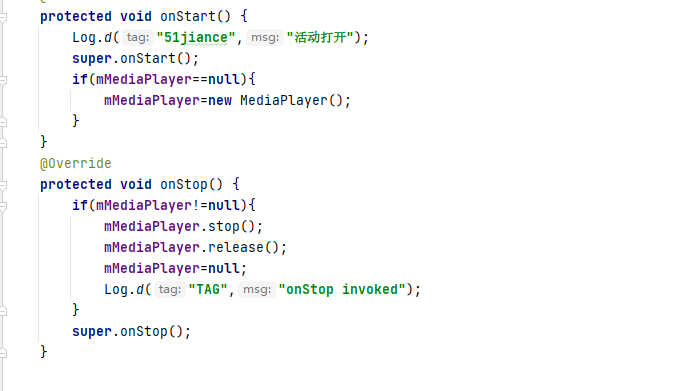 protected void onStart() {
Log.d( tag: "51jiance", msg: "活动打开");
super.onStart();
if(mMediaPlayer==null){
mMediaPlayer=new MediaPlayer();
}
}
@Override
protected void onStop() {
if(mMediaPlayer!=null){
mMediaPlayer.stop();
mMediaPlayer.release();
mMediaPlayer=null;
Log.d( tag: "TAG", msg: "onStop invoked");
}
super.onStop();
}